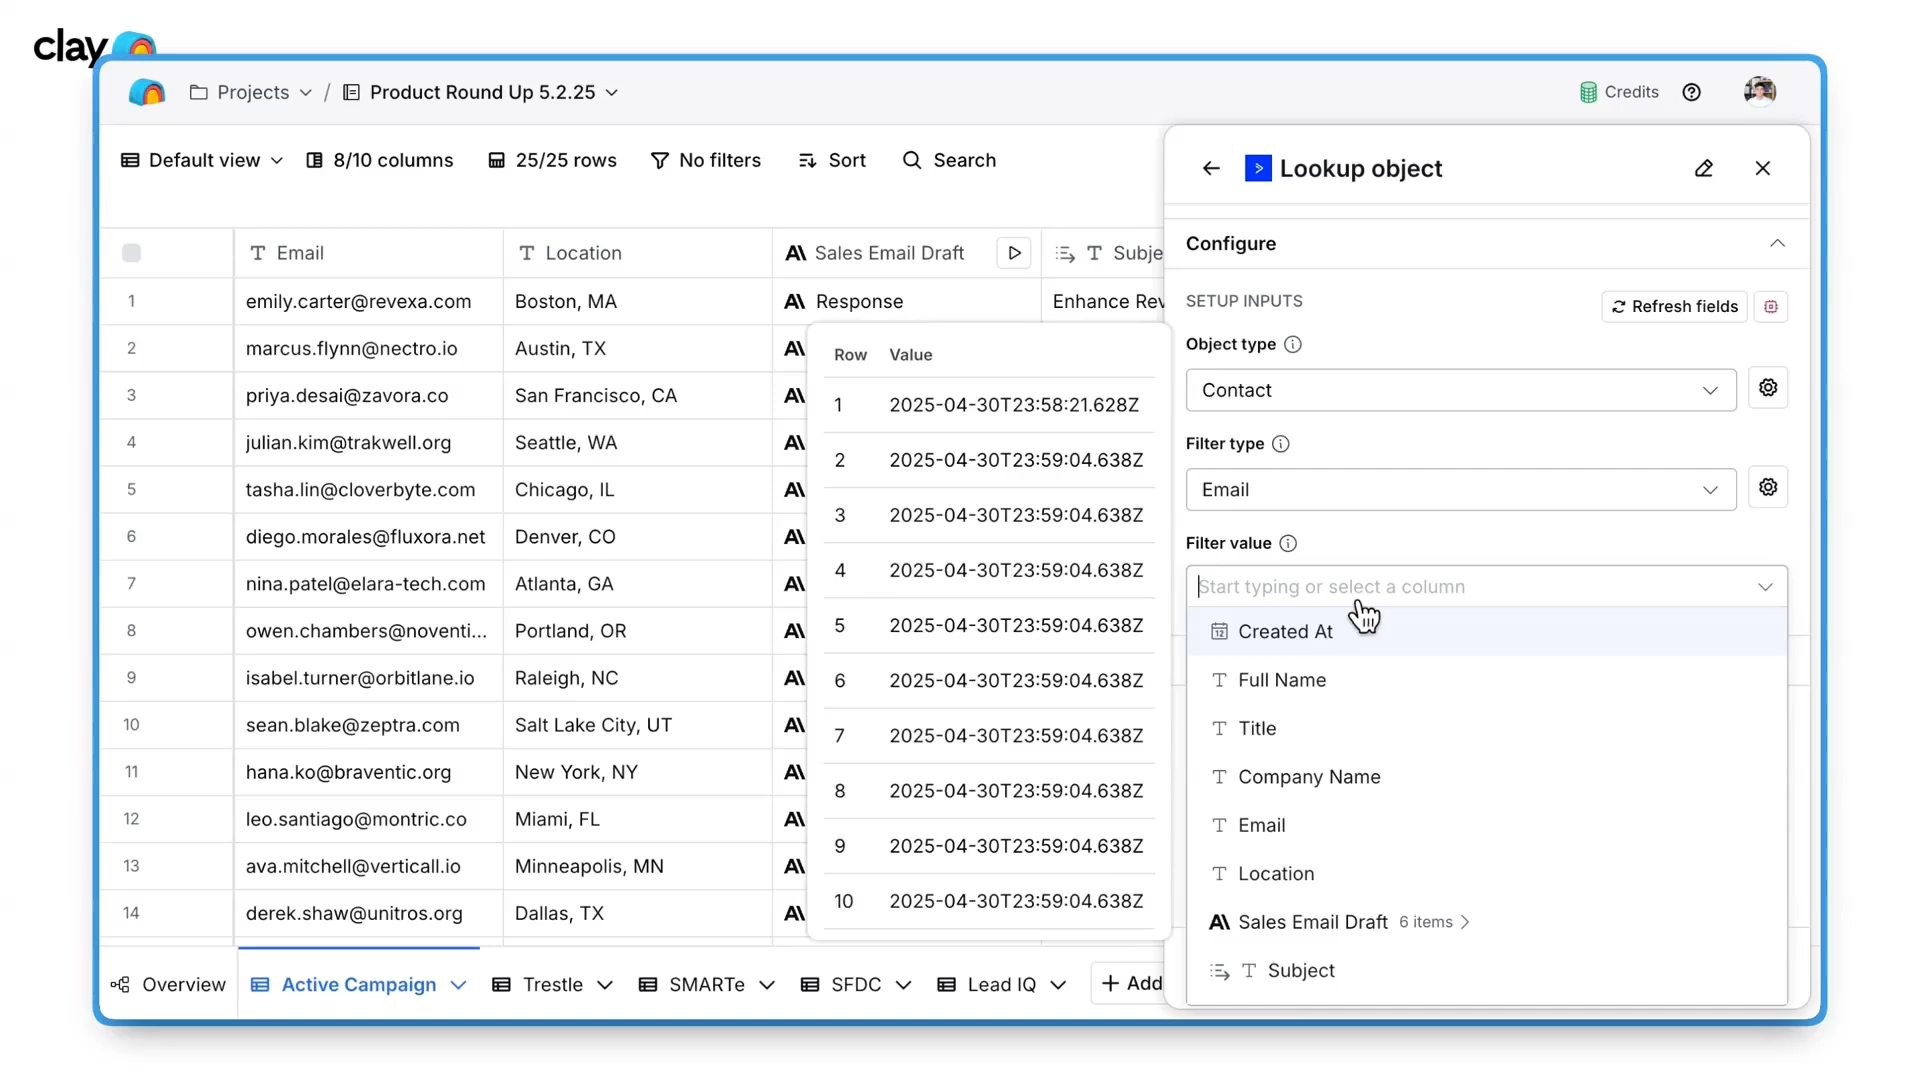 clay
Projects / Product Round Up 5.2.25
Credits
Default view 8/10 columns 25/25 rows No filters Sort Search
Email Location Sales Email Draft Subje
1 emily.carter@revexa.com Boston, MA Response Enhance Rev
2 marcus.flynn@nectro.io Austin, TX
3 priya.desai@zavora.co San Francisco, CA
4 julian.kim@trakwell.org Seattle, WA
5 tasha.lin@cloverbyte.com Chicago, IL
6 diego.morales@fluxora.net Denver, CO
7 nina.patel@elara-tech.com Atlanta, GA
8 owen.chambers@noventi... Portland, OR
9 isabel.turner@orbitlane.io Raleigh, NC
10 sean.blake@zeptra.com Salt Lake City, UT
11 hana.ko@braventic.org New York, NY
12 leo.santiago@montric.co Miami, FL
13 ava.mitchell@verticall.io Minneapolis, MN
14 derek.shaw@unitros.org Dallas, TX
Row Value
1 2025-04-30T23:58:21.628Z
2 2025-04-30T23:59:04.638Z
3 2025-04-30T23:59:04.638Z
4 2025-04-30T23:59:04.638Z
5 2025-04-30T23:59:04.638Z
6 2025-04-30T23:59:04.638Z
7 2025-04-30T23:59:04.638Z
8 2025-04-30T23:59:04.638Z
9 2025-04-30T23:59:04.638Z
10 2025-04-30T23:59:04.638Z
Lookup object
Configure
SETUP INPUTS
Refresh fields
Object type
Contact
Filter type
Email
Filter value
Start typing or select a column
Created At
Full Name
Title
Company Name
Email
Location
Sales Email Draft 6 items
Subject
Overview Active Campaign Trestle SMARTe SFDC Lead IQ + Add